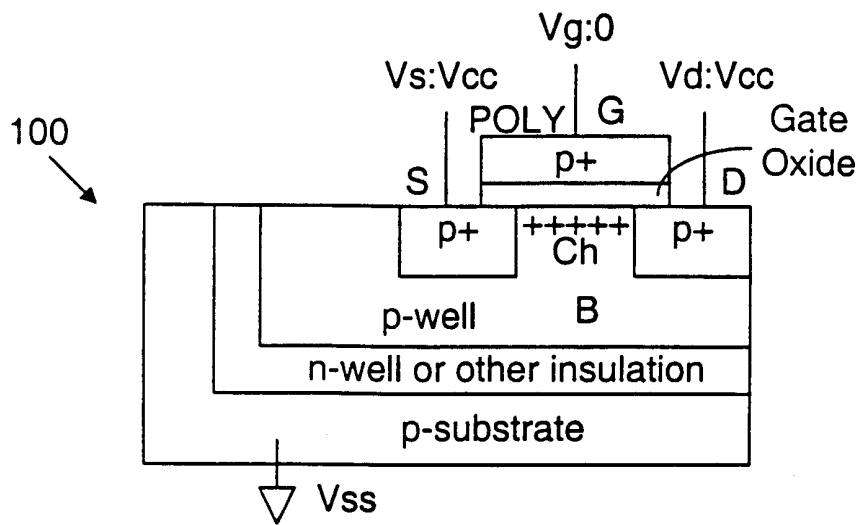 Vg:0
Vs:Vcc Vd:Vcc
100
POLY G Gate
Oxide
p+
S D
p+ +++++ p+
Ch
p-well B
n-well or other insulation
p-substrate
Vss